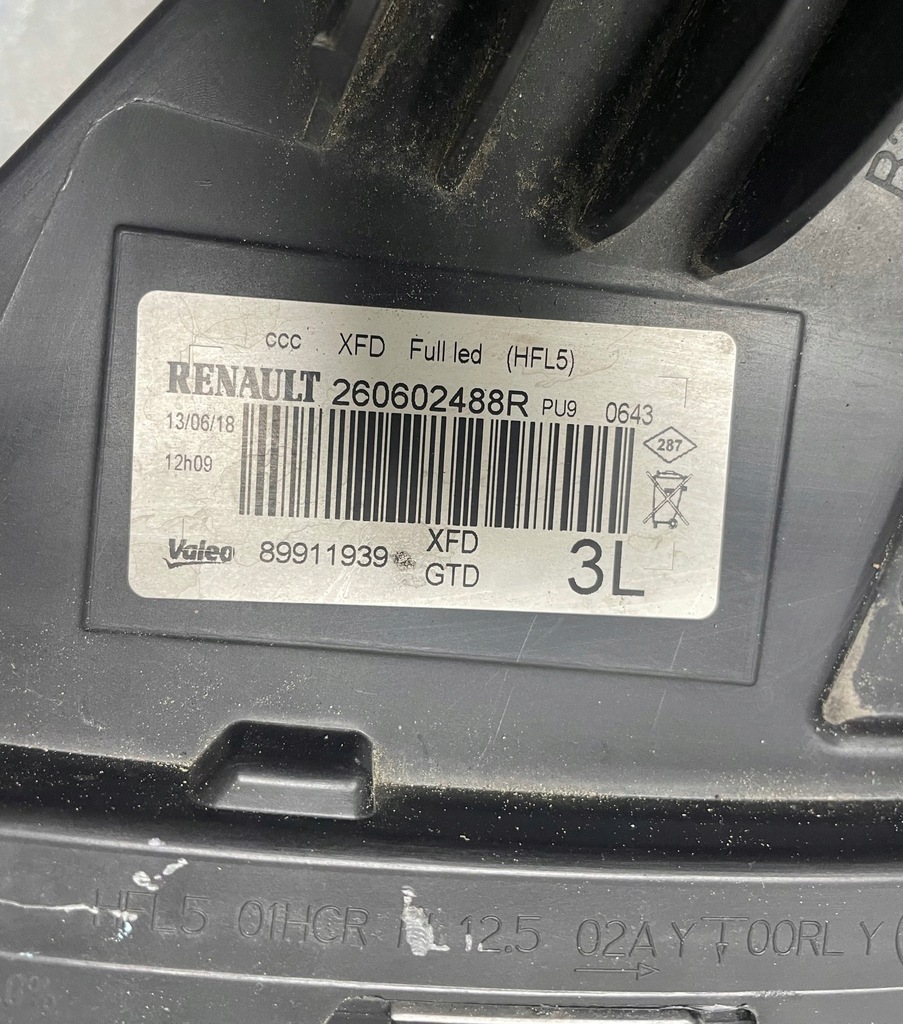 ccc XFD Full led (HFL5)
RENAULT 260602488R PU9 0643
13/06/18
287
12h09
Valeo 89911939 XFD
GTD 3L
HFL5 01HCR 12.5 02A Y 00RL Y (